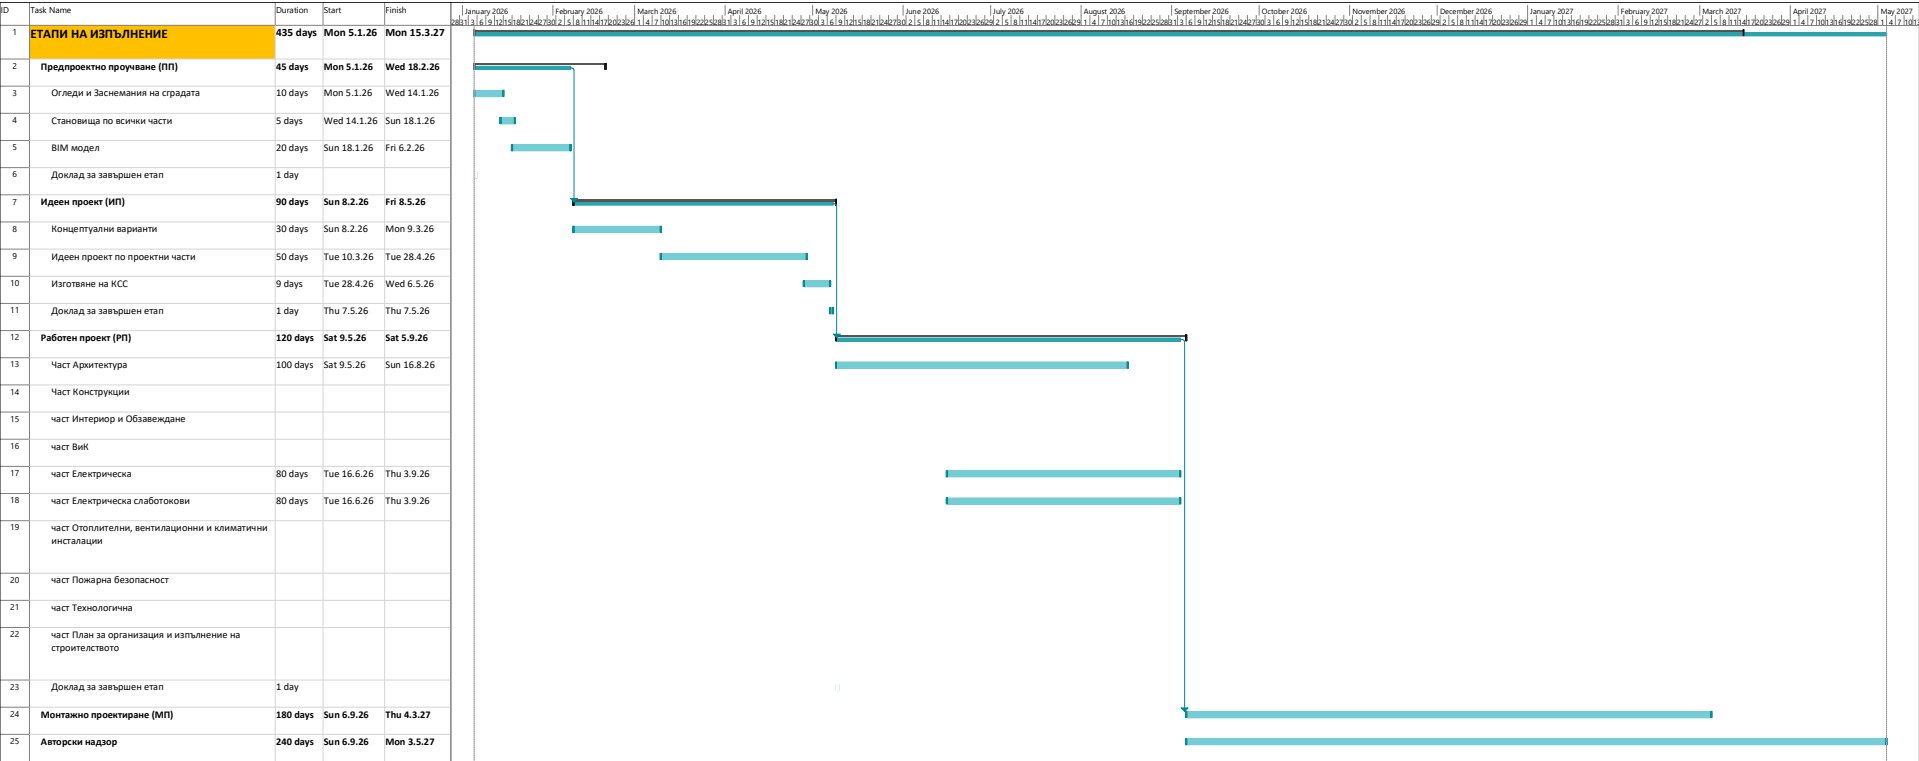 ID Task Name Duration Start Finish January 2026 February 2026 March 2026 April 2026 May 2026 June 2026 July 2026 August 2026 September 2026 October 2026 November 2026 December 2026 January 2027 February 2027 March 2027 April 2027 May 2027
1 ЕТАПИ НА ИЗПЪЛНЕНИЕ 435 days Mon 5.1.26 Mon 15.3.27
2 Предпроектно проучване (ПП) 45 days Mon 5.1.26 Wed 18.2.26
3 Огледи и Заснемания на сградата 10 days Mon 5.1.26 Wed 14.1.26
4 Становища по всички части 5 days Wed 14.1.26 Sun 18.1.26
5 BIM модел 20 days Sun 18.1.26 Fri 6.2.26
6 Доклад за завършен етап 1 day
7 Идеен проект (ИП) 90 days Sun 8.2.26 Fri 8.5.26
8 Концептуални варианти 30 days Sun 8.2.26 Mon 9.3.26
9 Идеен проект по проектни части 50 days Tue 10.3.26 Tue 28.4.26
10 Изготвяне на КСС 9 days Tue 28.4.26 Wed 6.5.26
11 Доклад за завършен етап 1 day Thu 7.5.26 Thu 7.5.26
12 Работен проект (РП) 120 days Sat 9.5.26 Sat 5.9.26
13 Част Архитектура 100 days Sat 9.5.26 Sun 16.8.26
14 Част Конструкции
15 част Интериор и Обзавеждане
16 част ВиК
17 част Електрическа 80 days Tue 16.6.26 Thu 3.9.26
18 част Електрическа слаботокови 80 days Tue 16.6.26 Thu 3.9.26
19 част Отоплителни, вентилационни и климатични
инсталации
20 част Пожарна безопасност
21 част Технологична
22 част План за организация и изпълнение на
строителството
23 Доклад за завършен етап 1 day
24 Монтажно проектиране (МП) 180 days Sun 6.9.26 Thu 4.3.27
25 Авторски надзор 240 days Sun 6.9.26 Mon 3.5.27